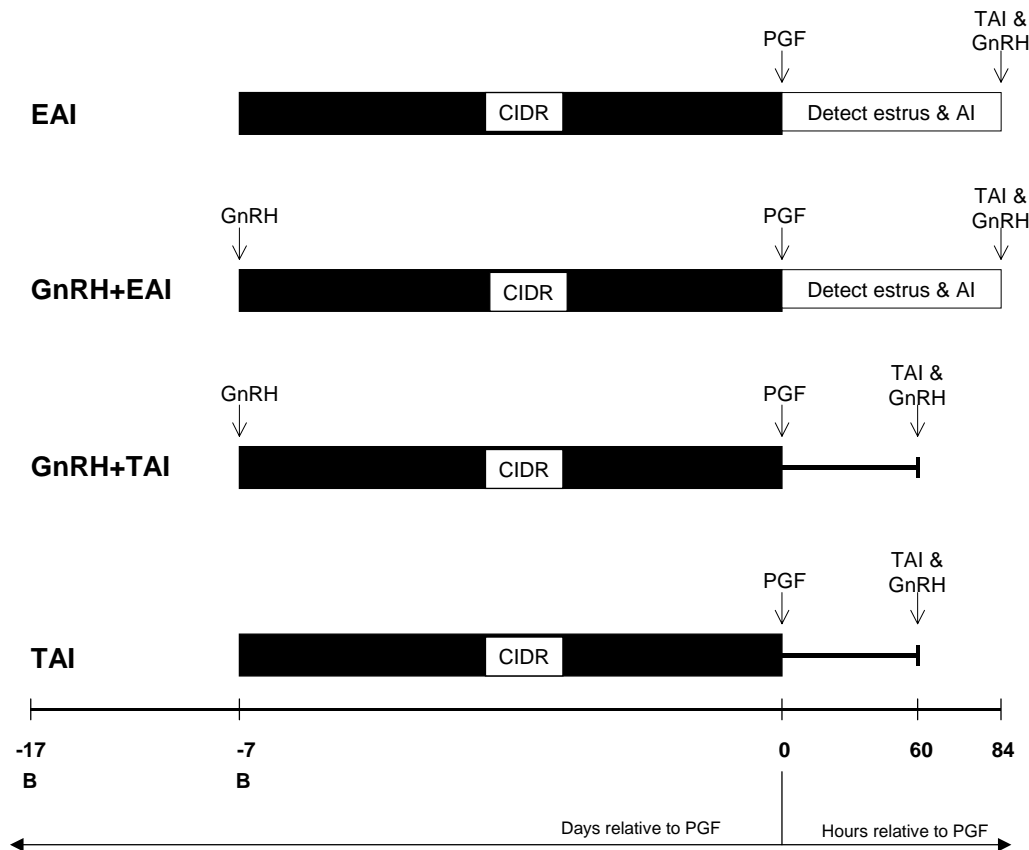 PGF
TAI &
GnRH
EAI
CIDR
Detect estrus & AI
GnRH
PGF
TAI &
GnRH
GnRH+EAI
CIDR
Detect estrus & AI
GnRH
PGF
TAI &
GnRH
GnRH+TAI
CIDR
PGF
TAI &
GnRH
TAI
CIDR
-17
-7
0
60
84
B
B
Days relative to PGF
Hours relative to PGF